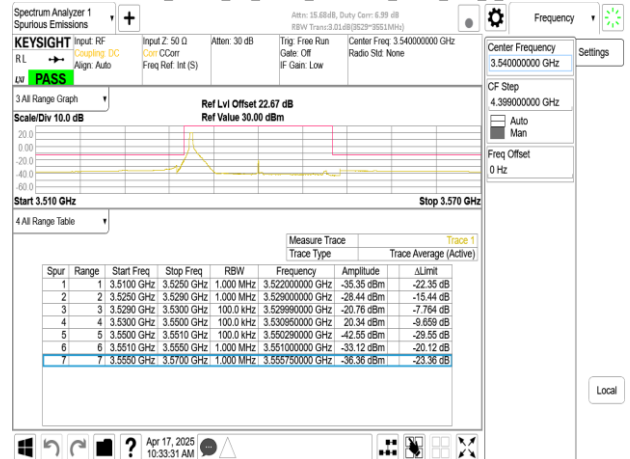 Spectrum Analyzer 1
Spurious Emissions
+
Atten: 15.68dB, Duty Corr: 6.99 dB
RBW Trans:3.01dB(3529~3551MHz)
Frequency
KEYSIGHT
Input: RF
Input Z: 50 Ω
Atten: 30 dB
Trig: Free Run
Center Freq: 3.540000000 GHz
RL
Coupling: DC
Corr CCorr
Gate: Off
Radio Std: None
Align: Auto
Freq Ref: Int (S)
IF Gain: Low
LXI
PASS
Center Frequency
3.540000000 GHz
Settings
CF Step
4.399000000 GHz
Auto
Man
Freq Offset
0 Hz
Local
3 All Range Graph
Ref Lvl Offset 22.67 dB
Scale/Div 10.0 dB
Ref Value 30.00 dBm
20.0
0.00
-20.0
-40.0
-60.0
Start 3.510 GHz
Stop 3.570 GHz
4 All Range Table
Measure Trace Trace 1
Trace Type Trace Average (Active)
Spur Range Start Freq Stop Freq RBW Frequency Amplitude ΔLimit
1 1 3.5100 GHz 3.5250 GHz 1.000 MHz 3.522000000 GHz -35.35 dBm -22.35 dB
2 2 3.5250 GHz 3.5290 GHz 1.000 MHz 3.529000000 GHz -28.44 dBm -15.44 dB
3 3 3.5290 GHz 3.5300 GHz 100.0 kHz 3.529990000 GHz -20.76 dBm -7.764 dB
4 4 3.5300 GHz 3.5500 GHz 100.0 kHz 3.530950000 GHz 20.34 dBm -9.659 dB
5 5 3.5500 GHz 3.5510 GHz 100.0 kHz 3.550290000 GHz -42.55 dBm -29.55 dB
6 6 3.5510 GHz 3.5550 GHz 1.000 MHz 3.551000000 GHz -33.12 dBm -20.12 dB
7 7 3.5550 GHz 3.5700 GHz 1.000 MHz 3.555750000 GHz -36.36 dBm -23.36 dB
?
Apr 17, 2025
10:33:31 AM